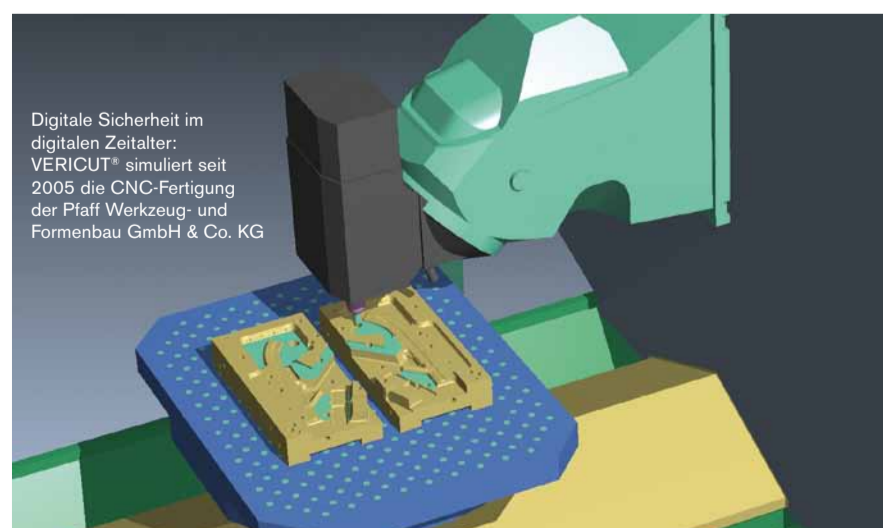 Digitale Sicherheit im
digitalen Zeitalter:
VERICUT® simuliert seit
2005 die CNC-Fertigung
der Pfaff Werkzeug- und
Formenbau GmbH & Co. KG